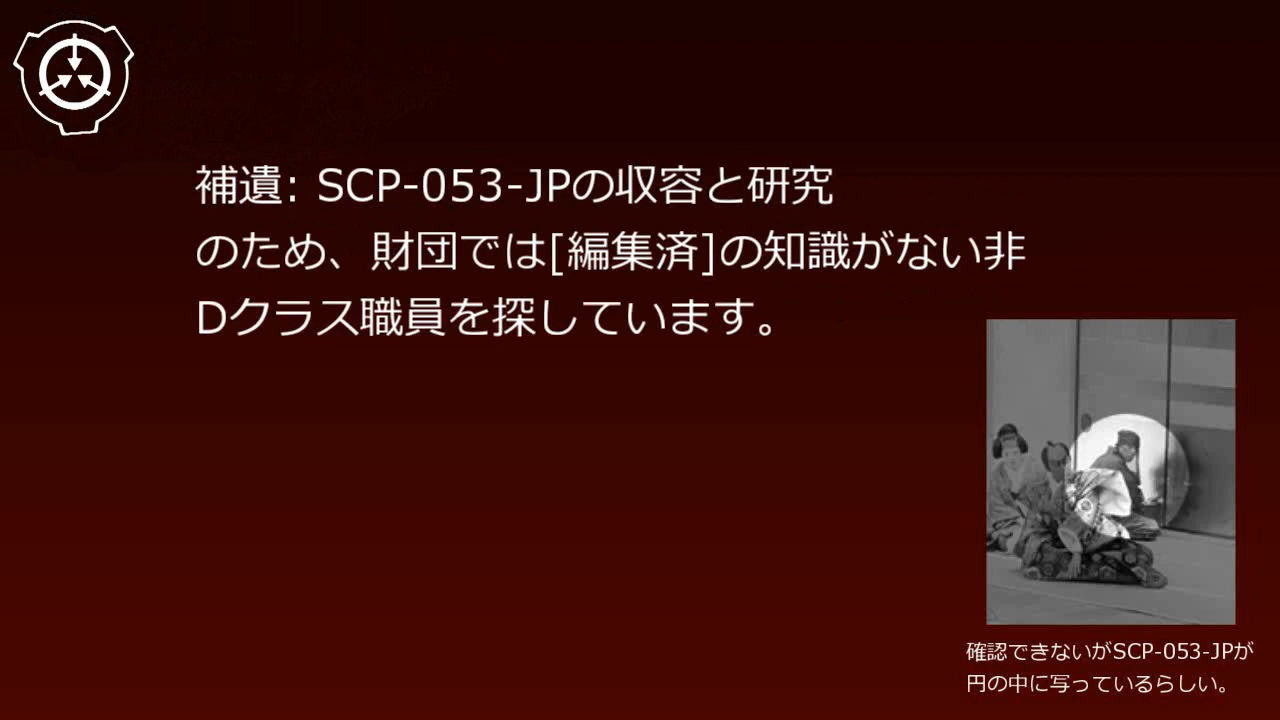 補遺: SCP-053-JPの収容と研究
のため、財団では[編集済]の知識がない非
Dクラス職員を探しています。
確認できないがSCP-053-JPが
円の中に写っているらしい。